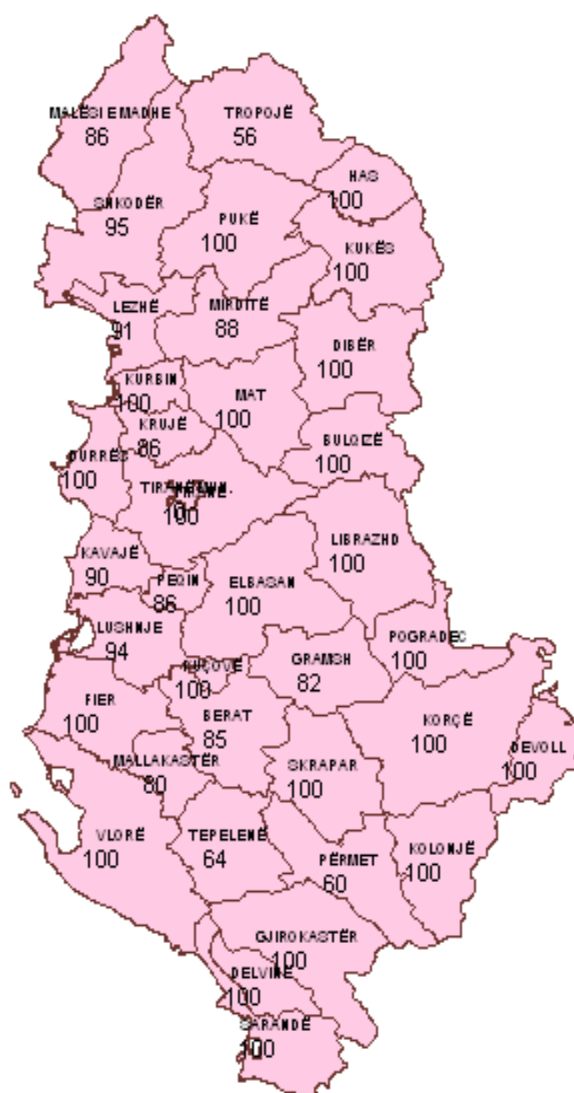 MALËSI E MADHE
86
TROPOJË
56
HAS
100
SHKODËR
95
PUKË
100
KUKËS
100
LEZHË
91
MIRDITË
88
DIBËR
100
KURBIN
100
MAT
100
KRUJË
86
BULQIZË
100
DURRËS
100
100
LIBRAZHD
100
KAVAJË
90
PEQIN
86
ELBASAN
100
LUSHNJE
94
POGRADEC
100
GRAMSH
82
KUÇOVË
100
FIER
100
BERAT
85
KORÇË
100
DEVOLL
100
MALLAKASTËR
80
SKRAPAR
100
VLORË
100
TEPELENË
64
PËRMET
60
KOLONJË
100
GJIROKASTËR
100
DELVINË
100
SARANDË
100